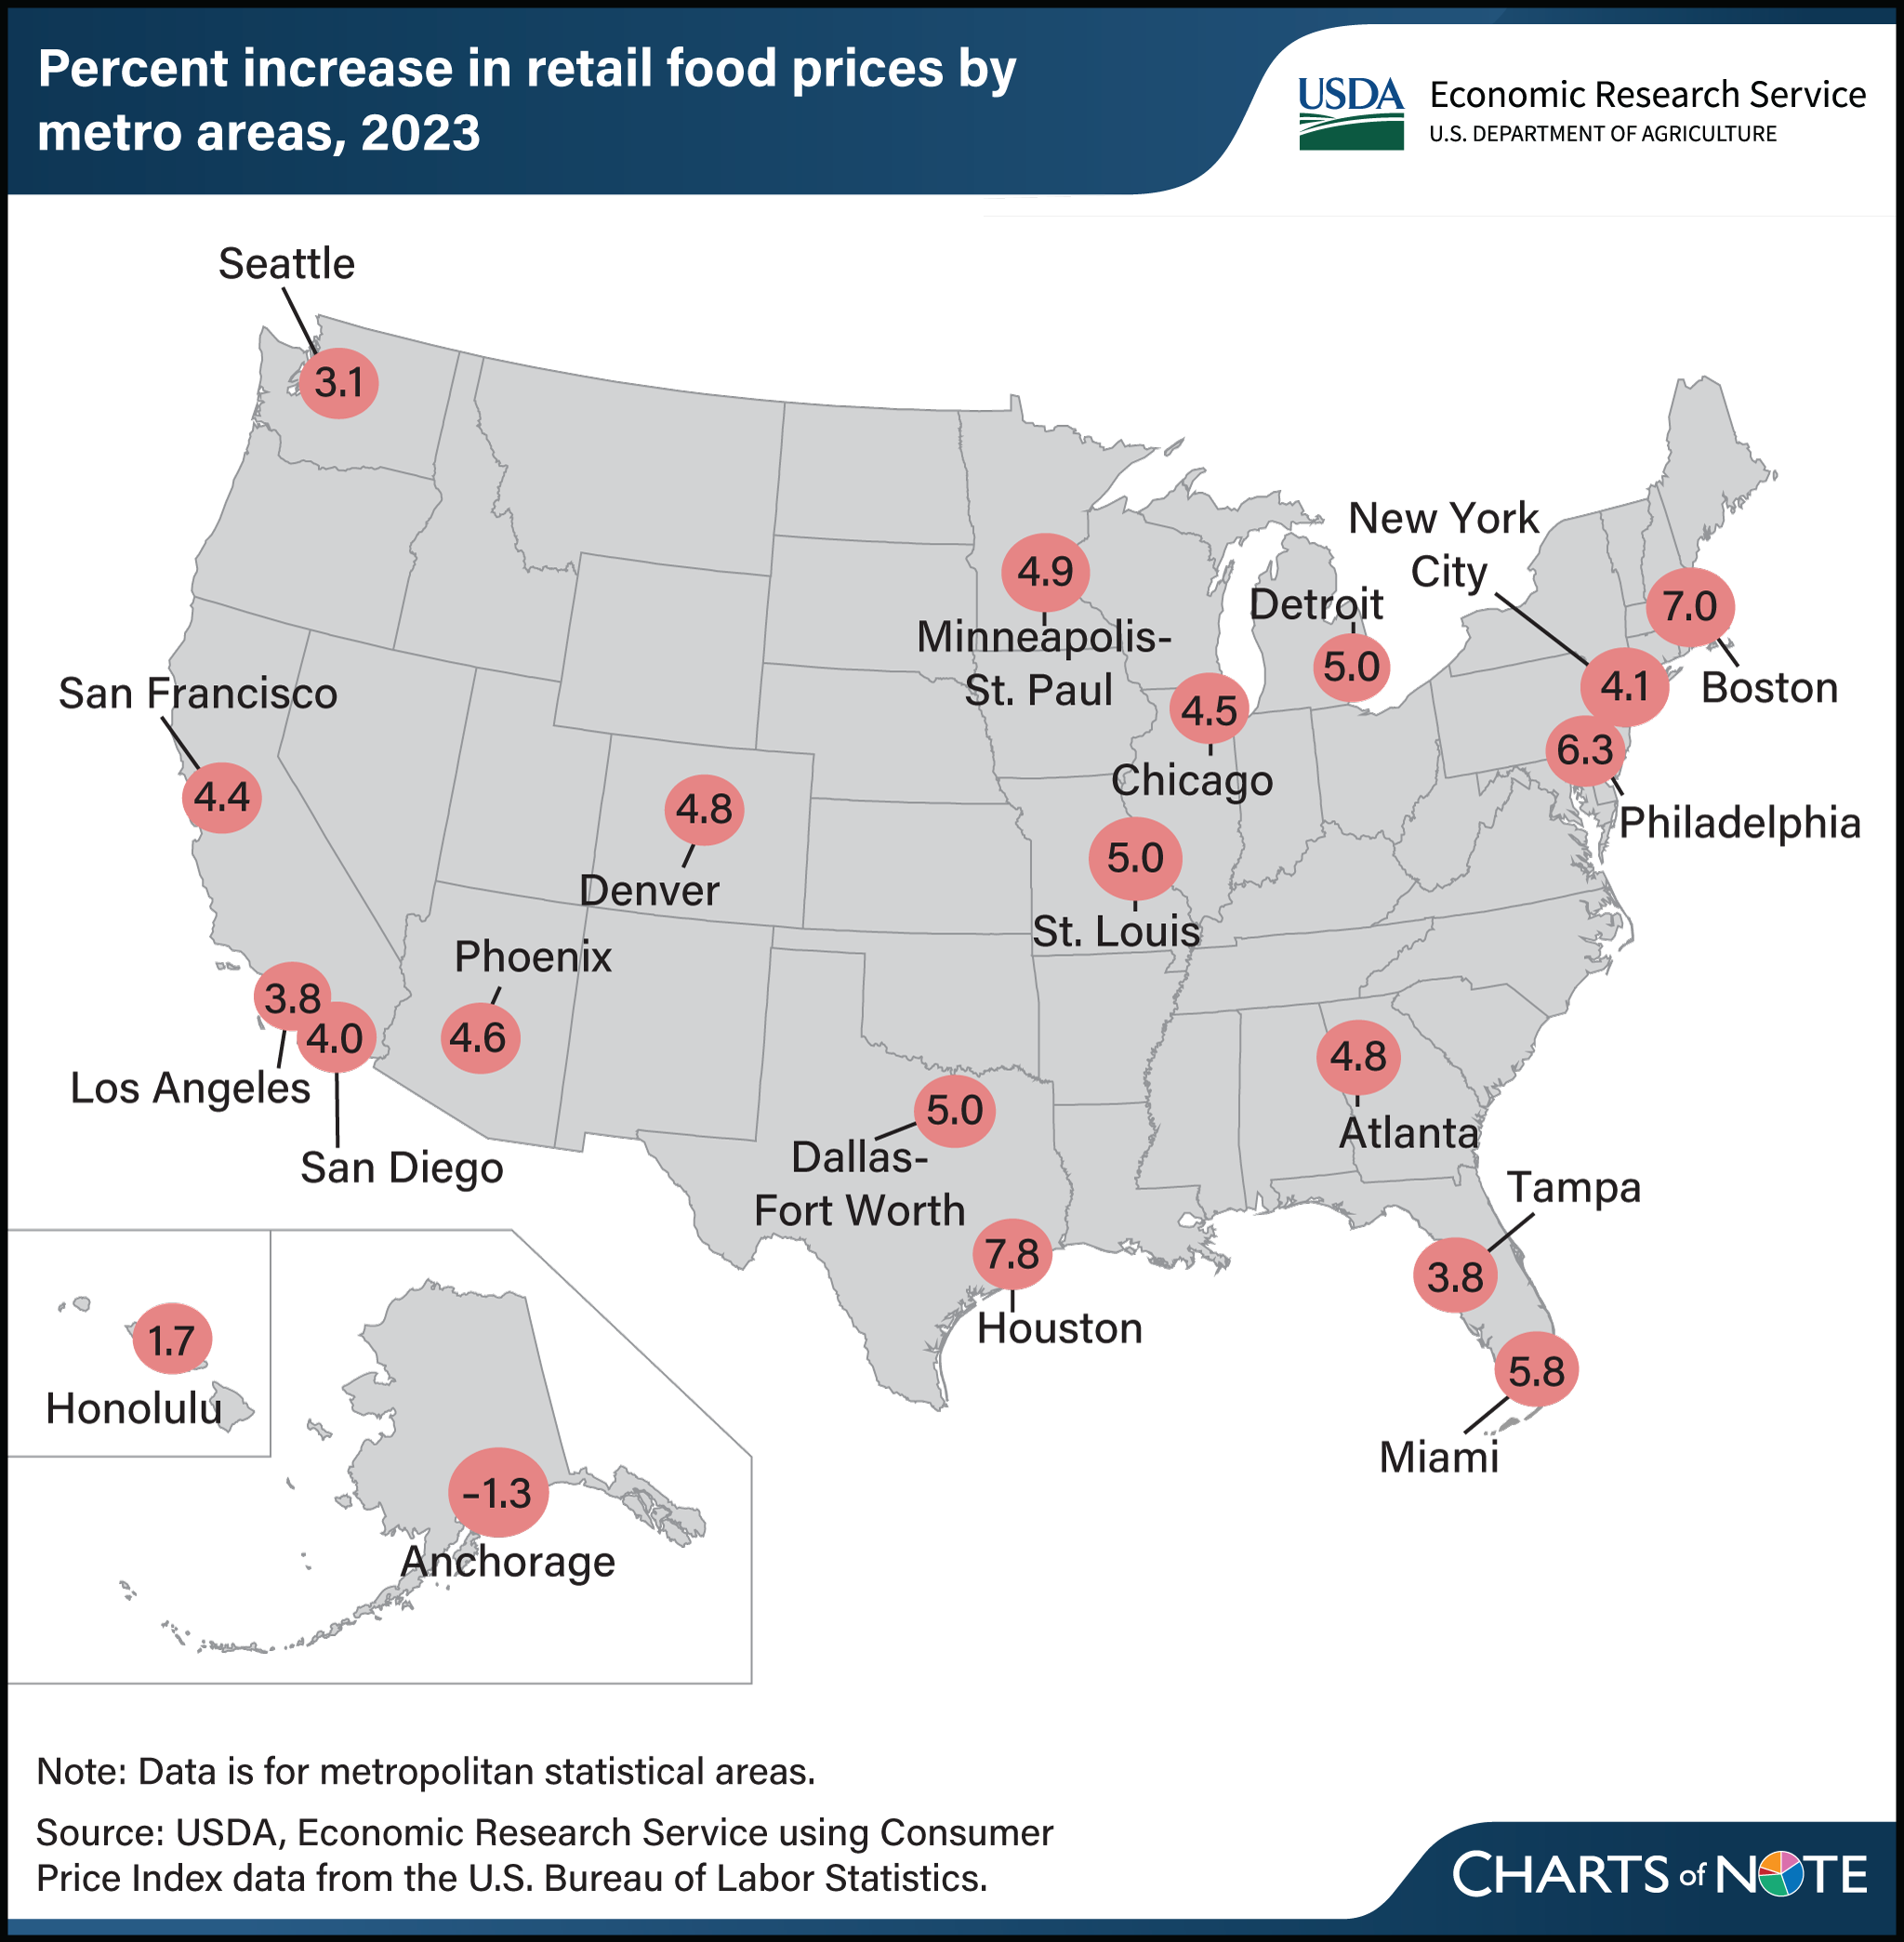 Percent increase in retail food prices by
metro areas, 2023
USDA
Economic Research Service
U.S. DEPARTMENT OF AGRICULTURE
Seattle
3.1
New York
City
4.9
Minneapolis-
St. Paul
Detroit
5.0
7.0
Boston
4.1
San Francisco
4.4
4.5
Chicago
6.3
Philadelphia
4.8
Denver
5.0
St. Louis
Phoenix
4.6
3.8
Los Angeles
4.0
San Diego
4.8
Atlanta
5.0
Dallas-
Fort Worth
Tampa
3.8
7.8
Houston
5.8
Miami
1.7
Honolulu
–1.3
Anchorage
Note: Data is for metropolitan statistical areas.
Source: USDA, Economic Research Service using Consumer
Price Index data from the U.S. Bureau of Labor Statistics.
CHARTS of NOTE